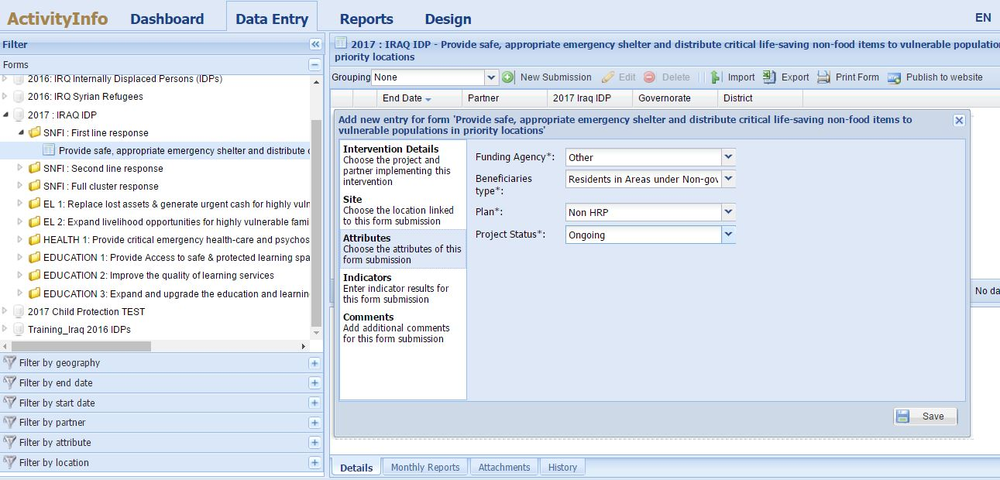 ActivityInfo
Dashboard
Data Entry
Reports
Design
EN
Filter
Forms
2016: IRQ Internally Displaced Persons (IDPs)
2016: IRQ Syrian Refugees
2017 : IRAQ IDP
SNFI : First line response
Provide safe, appropriate emergency shelter and distribute c
SNFI : Second line response
SNFI : Full cluster response
EL 1: Replace lost assets & generate urgent cash for highly vuln
EL 2: Expand livelihood opportunities for highly vulnerable fami
HEALTH 1: Provide critical emergency health-care and psychos
EDUCATION 1: Provide Access to safe & protected learning spa
EDUCATION 2: Improve the quality of learning services
EDUCATION 3: Expand and upgrade the education and learnin
2017 Child Protection TEST
Training_Iraq 2016 IDPs
Filter by geography
Filter by end date
Filter by start date
Filter by partner
Filter by attribute
Filter by location
2017 : IRAQ IDP - Provide safe, appropriate emergency shelter and distribute critical life-saving non-food items to vulnerable population
priority locations
Grouping None New Submission Edit Delete Import Export Print Form Publish to website
End Date Partner 2017 Iraq IDP Governorate District
Add new entry for form 'Provide safe, appropriate emergency shelter and distribute critical life-saving non-food items to
vulnerable populations in priority locations'
Intervention Details
Choose the project and
partner implementing this
intervention
Site
Choose the location linked
to this form submission
Attributes
Choose the attributes of this
form submission
Indicators
Enter indicator results for
this form submission
Comments
Add additional comments
for this form submission
Funding Agency*: Other
Beneficiaries
type*: Residents in Areas under Non-gov
Plan*: Non HRP
Project Status*: Ongoing
Save
No da
Details Monthly Reports Attachments History